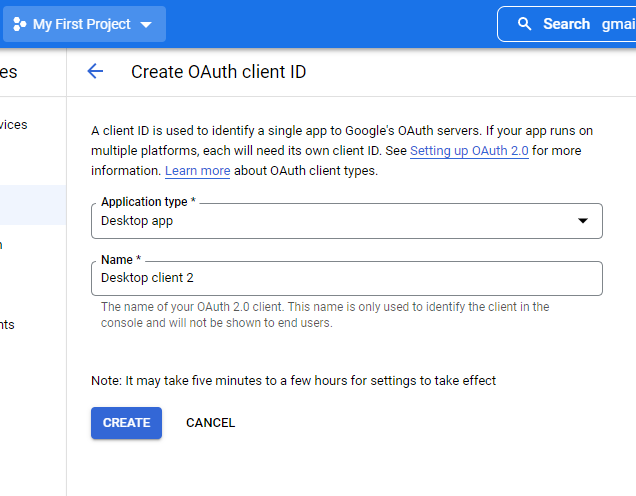 My First Project
Search gmai
es
Create OAuth client ID
vices
A client ID is used to identify a single app to Google's OAuth servers. If your app runs on
multiple platforms, each will need its own client ID. See Setting up OAuth 2.0 for more
information. Learn more about OAuth client types.
Application type *
Desktop app
n
Name *
Desktop client 2
The name of your OAuth 2.0 client. This name is only used to identify the client in the
console and will not be shown to end users.
nts
Note: It may take five minutes to a few hours for settings to take effect
CREATE CANCEL